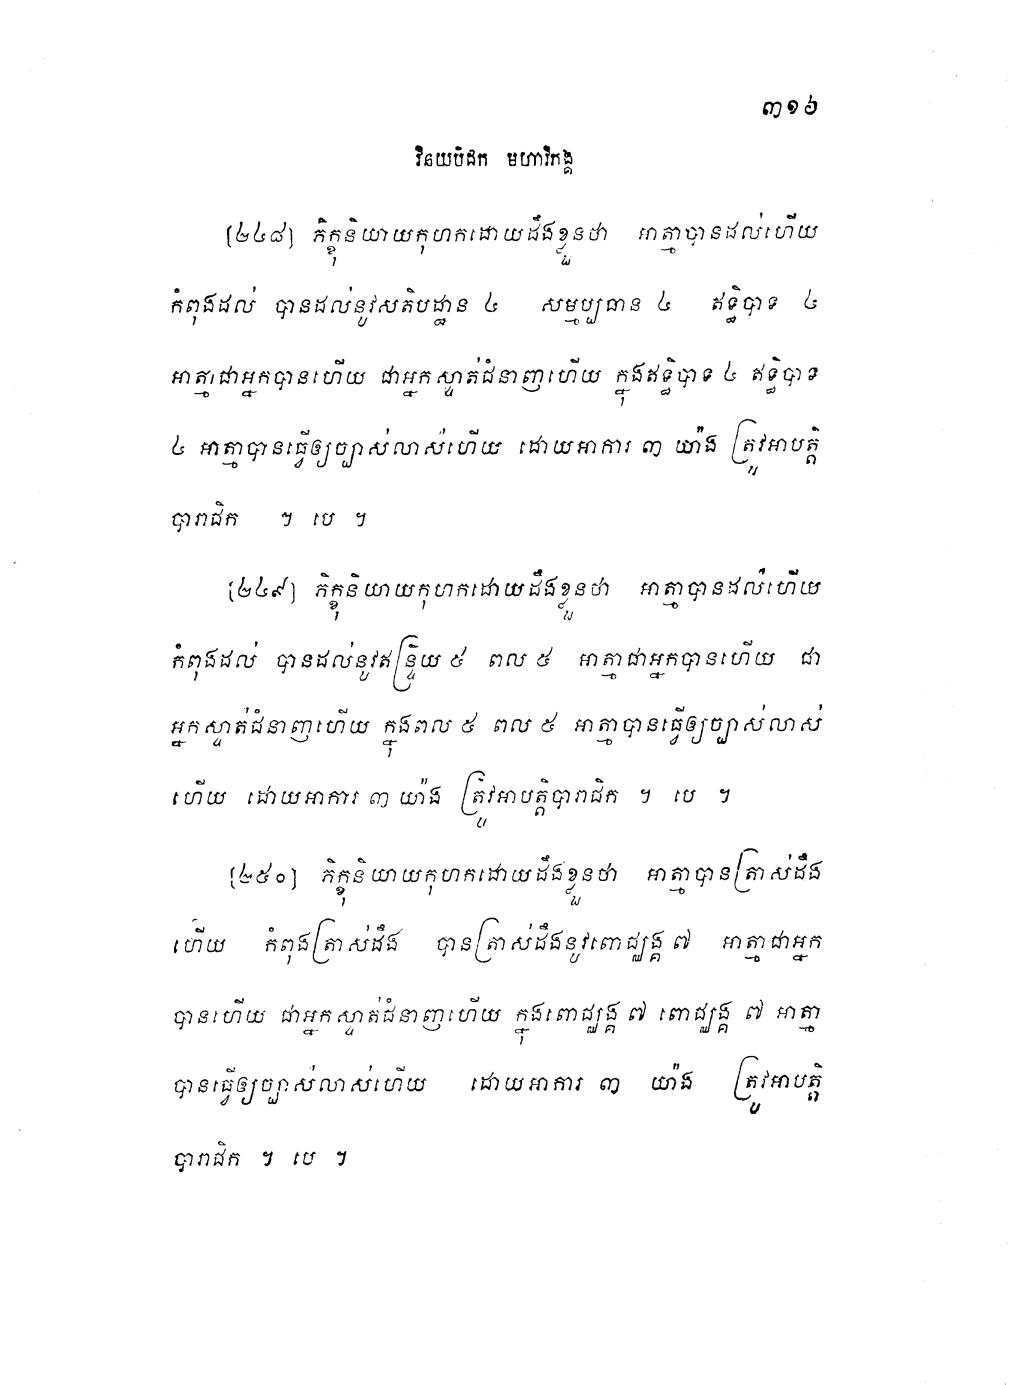 ៣១៦
វិនយបិដក មហាវិភង្គ
[២៤៨] ភិក្ខុនិយាយកុហកដោយដឹងខ្លួនថា អាត្មាបានដល់ហើយ
កំពុងដល់ បានដល់នូវសតិបដ្ឋាន ៤ សម្មប្បធាន ៤ ឥទ្ធិបាទ ៤
អាត្មាជាអ្នកបានហើយ ជាអ្នកស្ទាត់ជំនាញហើយ ក្នុងឥទ្ធិបាទ ៤ ឥទ្ធិបាទ
៤ អាត្មាបានធ្វើឲ្យច្បាស់លាស់ហើយ ដោយអាការ ៣ យ៉ាង ត្រូវអាបត្តិ
បារាជិក ។ បេ ។
[២៤៩] ភិក្ខុនិយាយកុហកដោយដឹងខ្លួនថា អាត្មាបានដល់ហើយ
កំពុងដល់ បានដល់នូវឥន្ទ្រិយ ៥ ពល ៥ អាត្មាជាអ្នកបានហើយ ជា
អ្នកស្ទាត់ជំនាញហើយ ក្នុងពល ៥ ពល ៥ អាត្មាបានធ្វើឲ្យច្បាស់លាស់
ហើយ ដោយអាការ ៣ យ៉ាង ត្រូវអាបត្តិបារាជិក ។ បេ ។
[២៥០] ភិក្ខុនិយាយកុហកដោយដឹងខ្លួនថា អាត្មាបានត្រាស់ដឹង
ហើយ កំពុងត្រាស់ដឹង បានត្រាស់ដឹងនូវពោជ្ឈង្គ ៧ អាត្មាជាអ្នក
បានហើយ ជាអ្នកស្ទាត់ជំនាញហើយ ក្នុងពោជ្ឈង្គ ៧ ពោជ្ឈង្គ ៧ អាត្មា
បានធ្វើឲ្យច្បាស់លាស់ហើយ ដោយអាការ ៣ យ៉ាង ត្រូវអាបត្តិ
បារាជិក ។ បេ ។